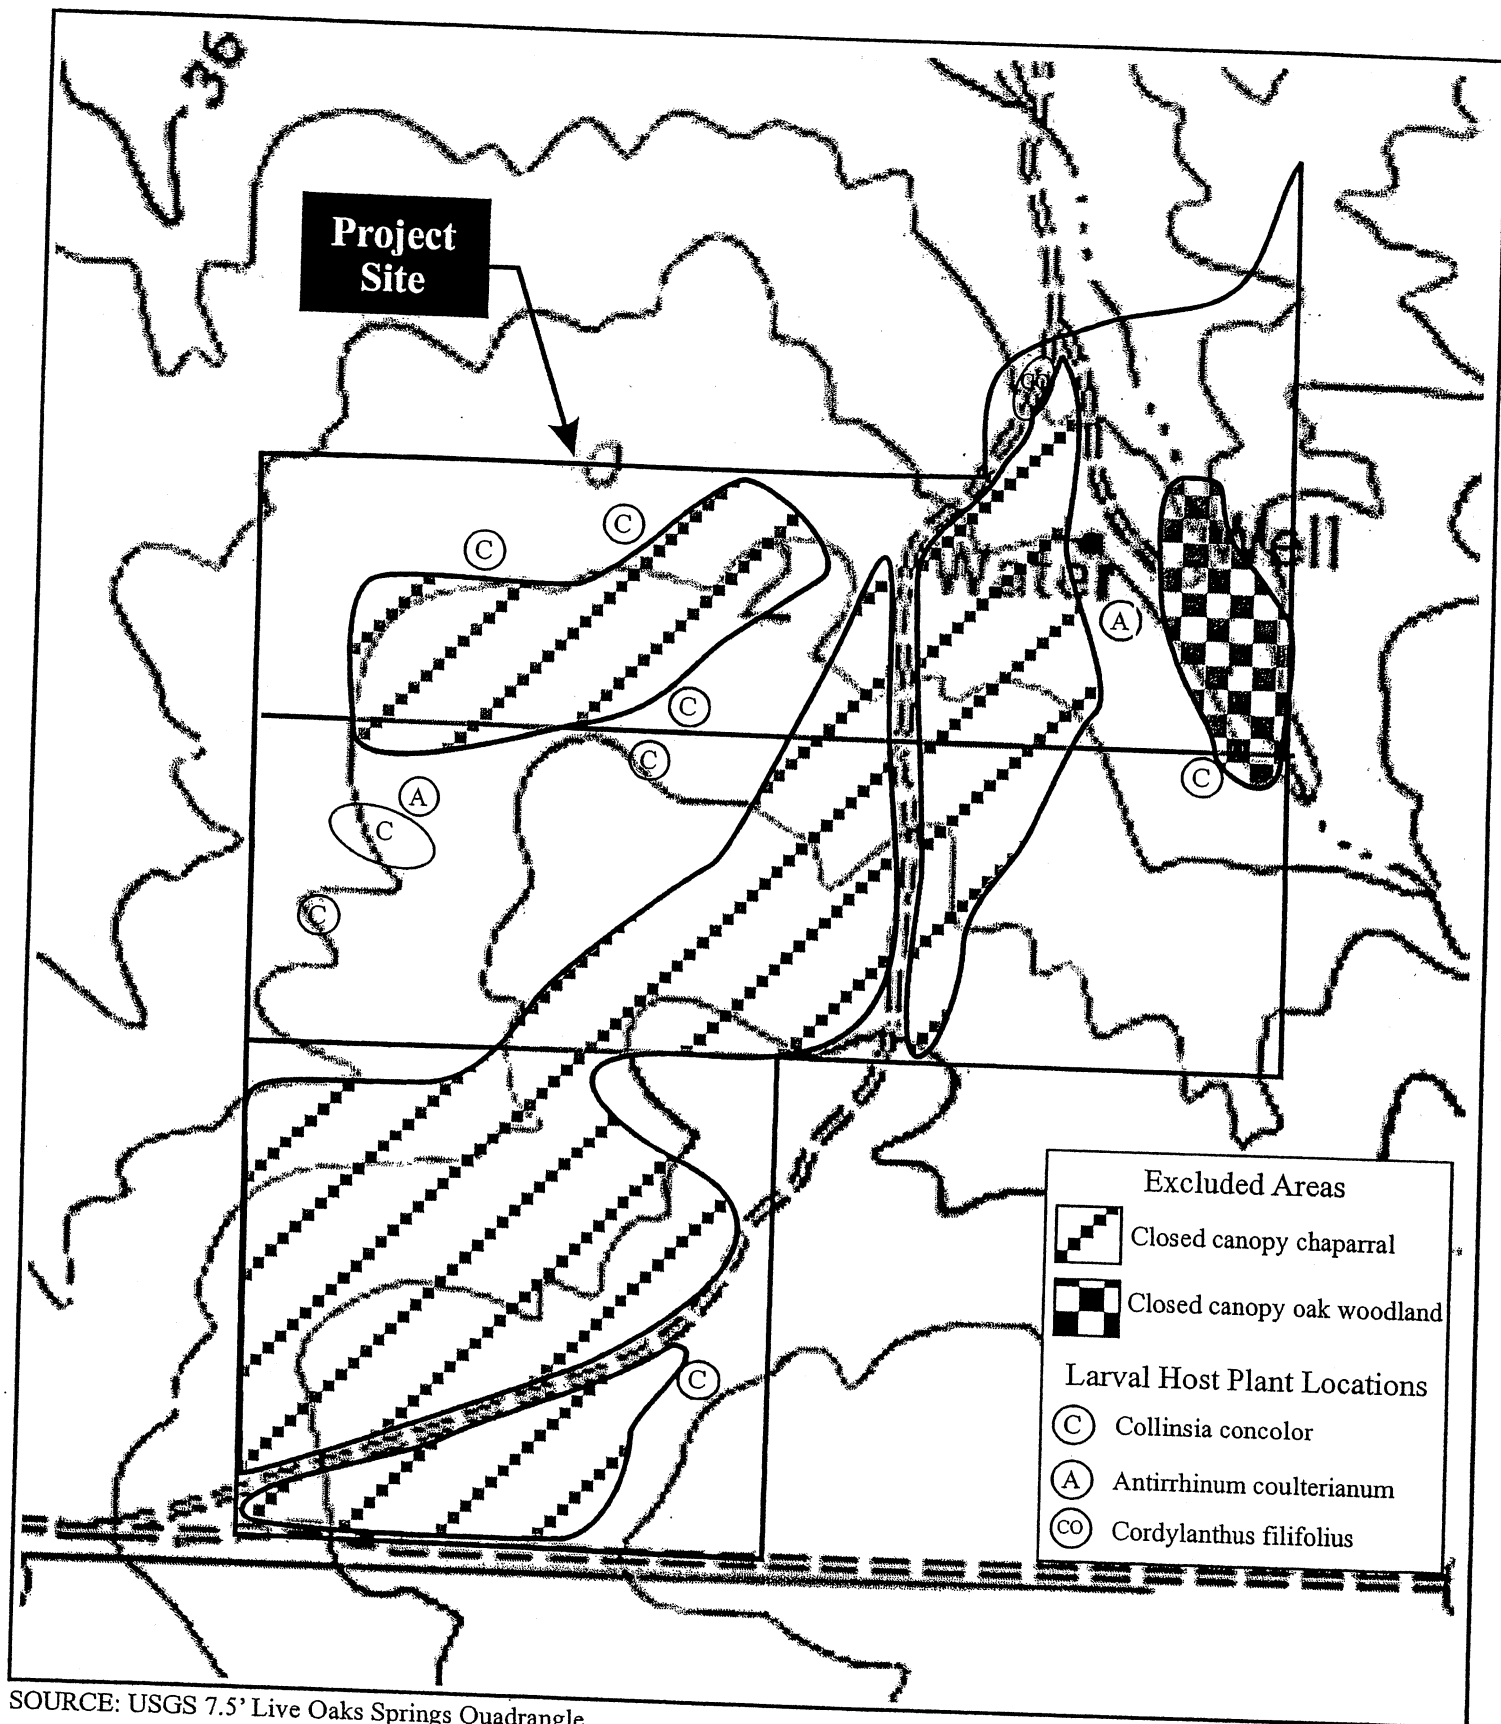 36
Project
Site
CO
C
C
Water Well
A
C
C
C
A
C
C
C
Excluded Areas
Closed canopy chaparral
Closed canopy oak woodland
Larval Host Plant Locations
C Collinsia concolor
A Antirrhinum coulterianum
CO Cordylanthus filifolius
SOURCE: USGS 7.5' Live Oaks Springs Quadrangle